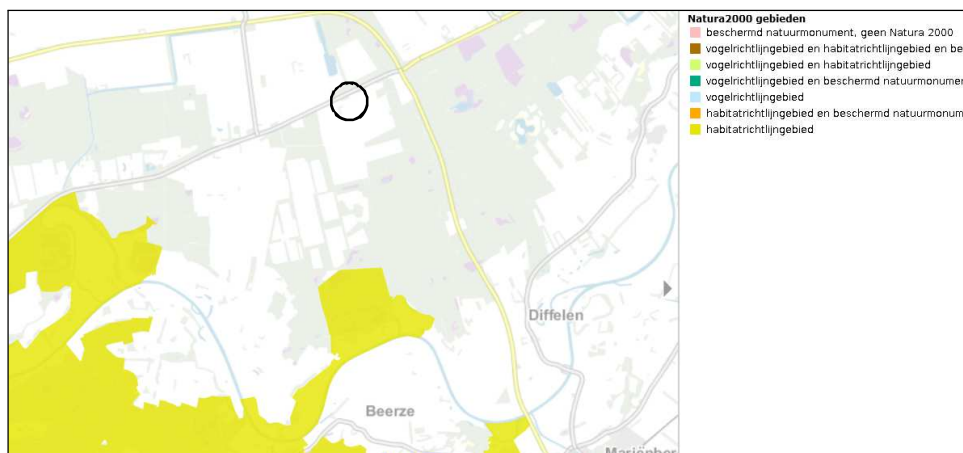 Natura2000 gebieden
beschermd natuurmonument, geen Natura 2000
vogelrichtlijngebied en habitatrichtlijngebied en be
vogelrichtlijngebied en habitatrichtlijngebied
vogelrichtlijngebied en beschermd natuurmonumen
vogelrichtlijngebied
habitatrichtlijngebied en beschermd natuurmonum
habitatrichtlijngebied
Diffelen
Beerze
Mariënber